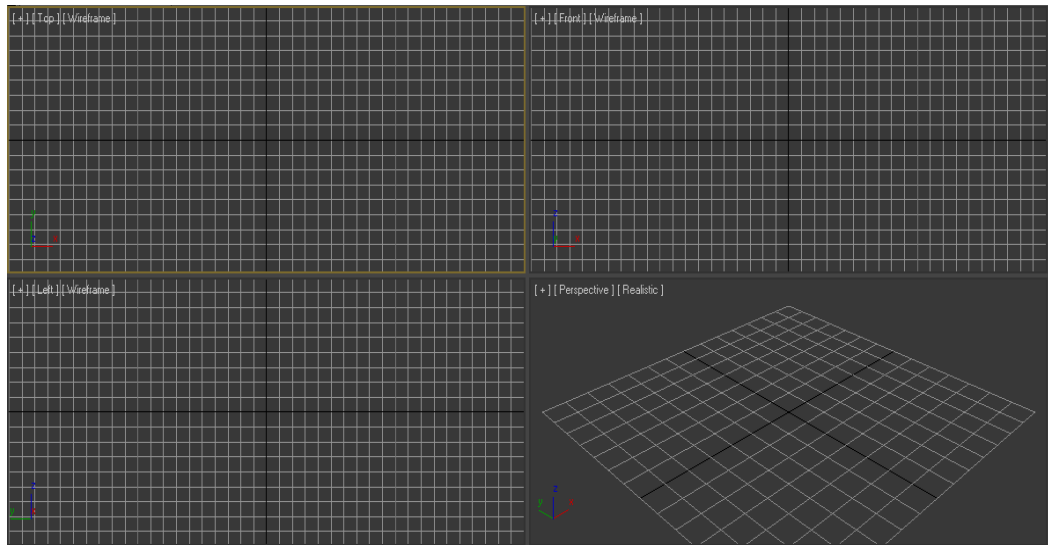 [ + ] [ Top ] [ Wireframe ]
y
z x
[ + ] [ Front ] [ Wireframe ]
z
y x
[ + ] [ Left ] [ Wireframe ]
z
y x
[ + ] [ Perspective ] [ Realistic ]
z
y x